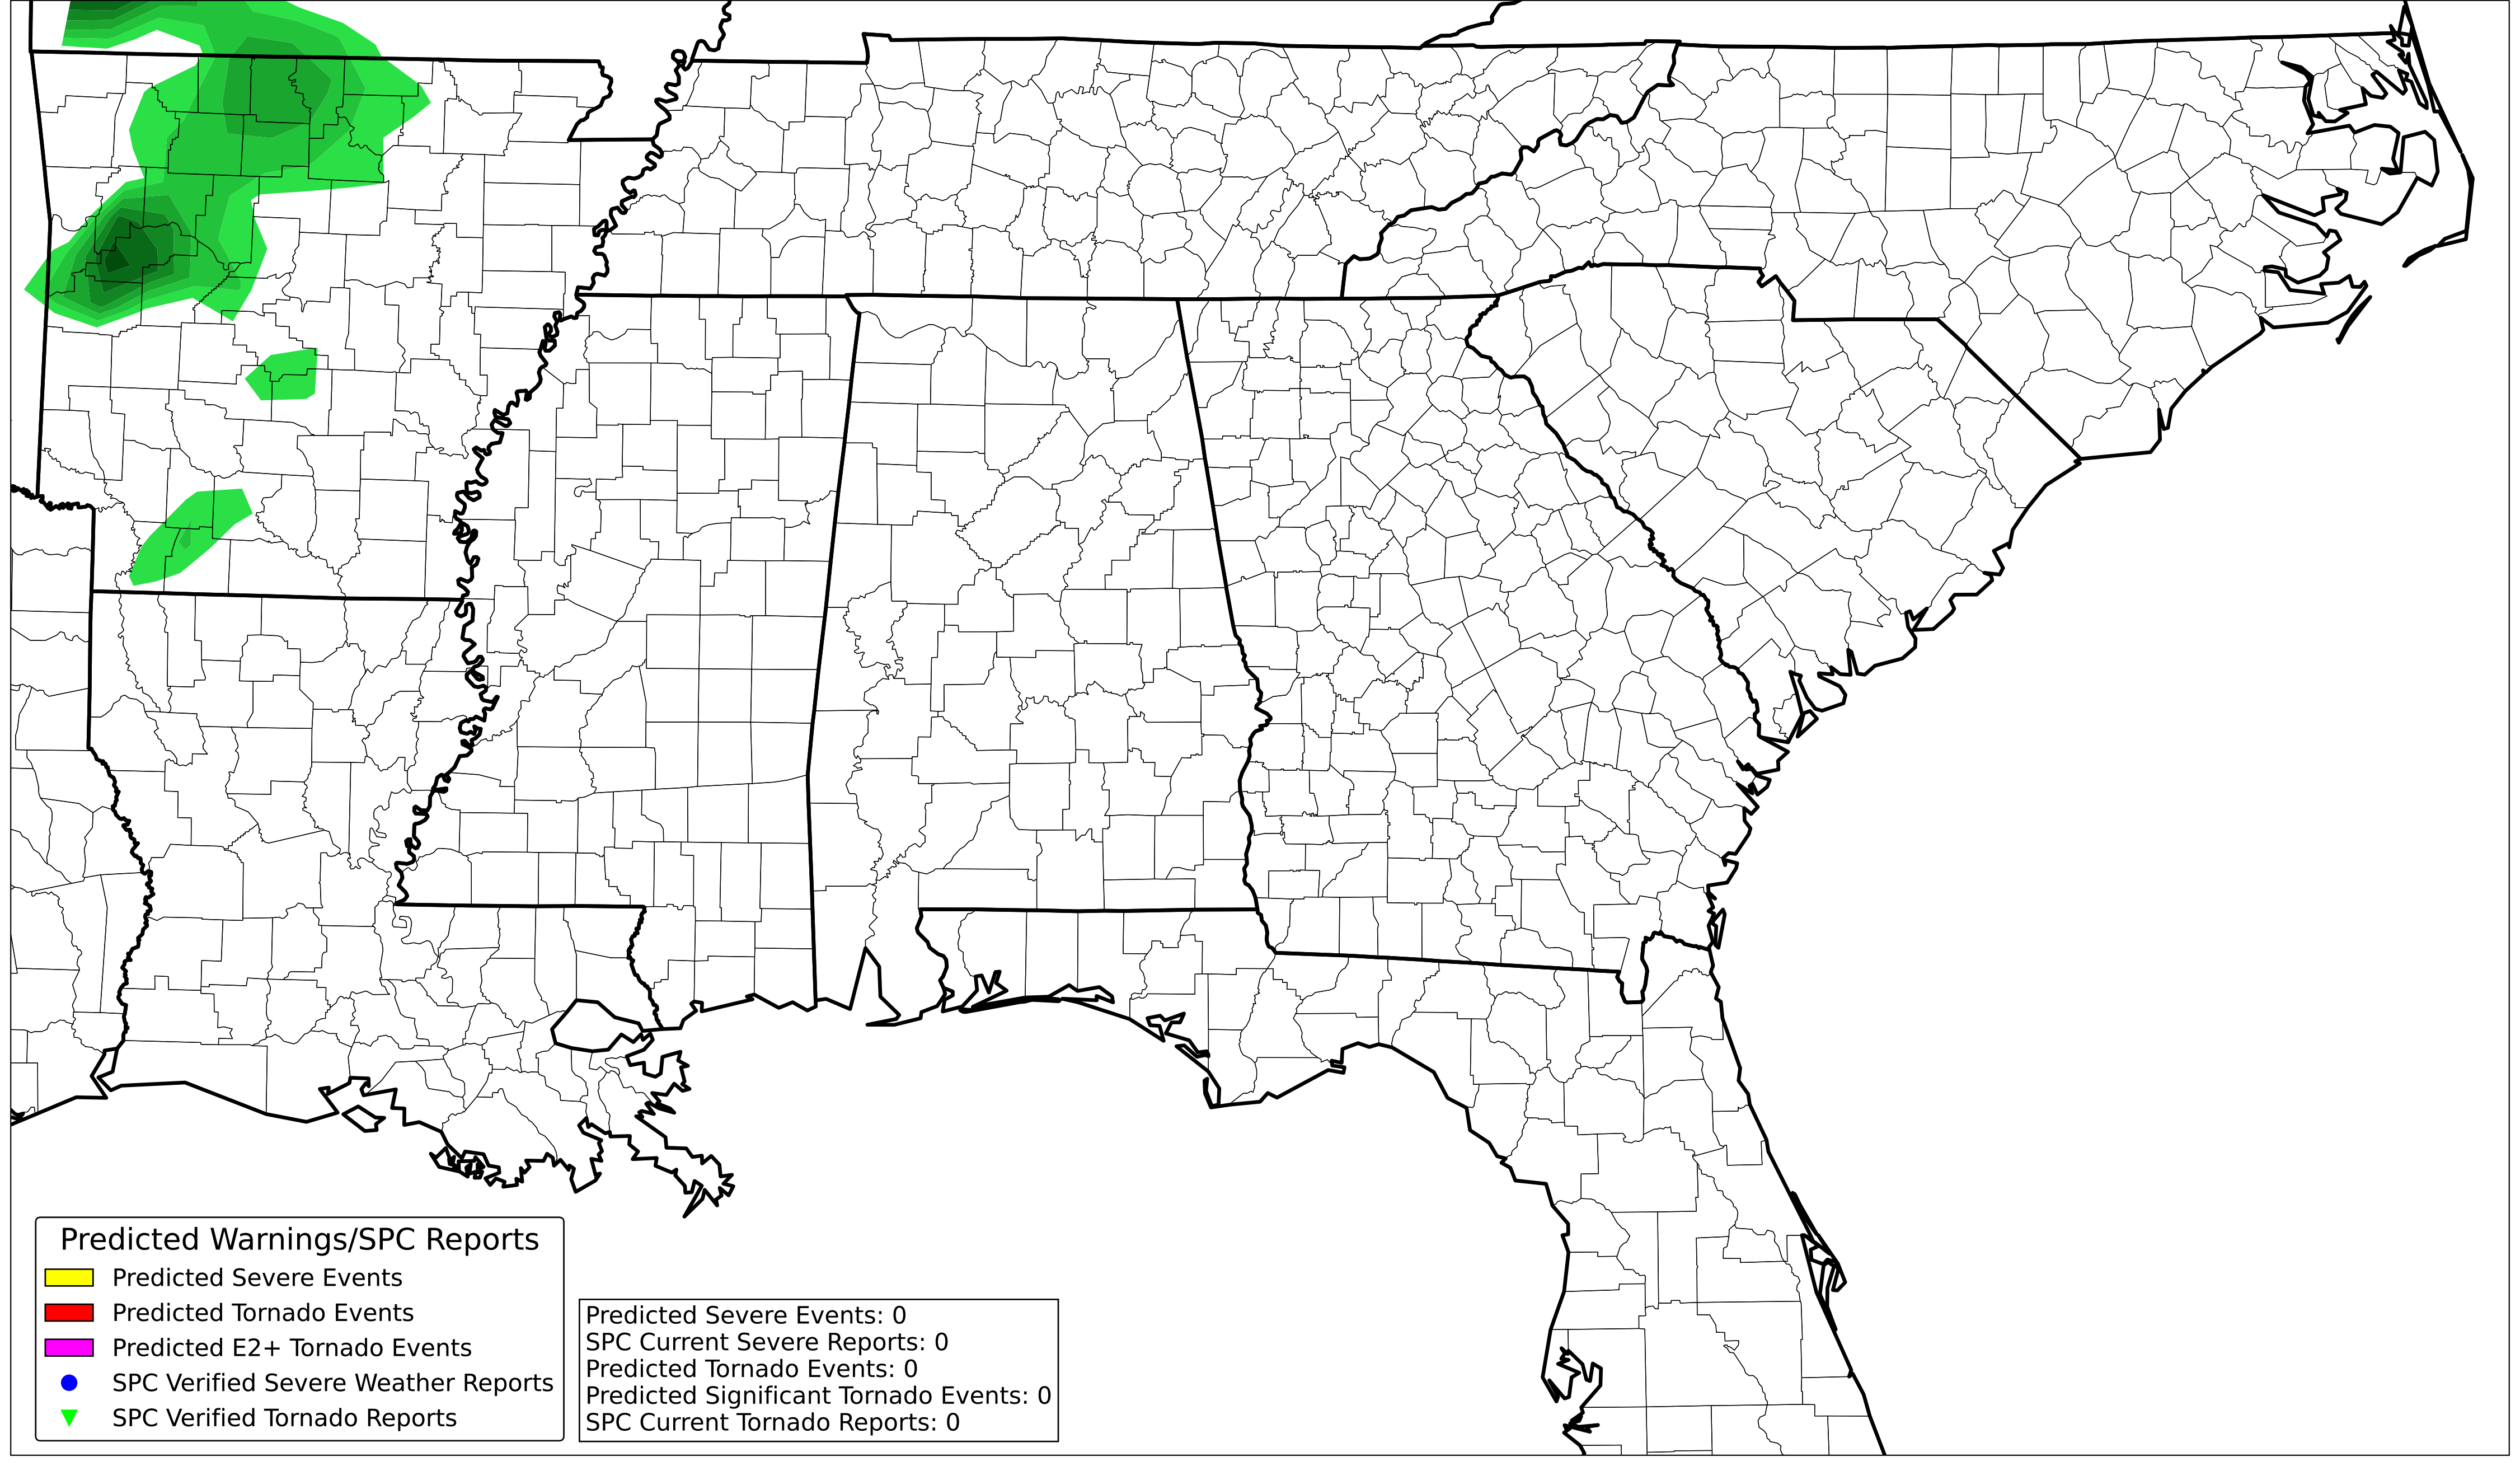 Predicted Warnings/SPC Reports
Predicted Severe Events
Predicted Tornado Events
Predicted E2+ Tornado Events
SPC Verified Severe Weather Reports
SPC Verified Tornado Reports
Predicted Severe Events: 0
SPC Current Severe Reports: 0
Predicted Tornado Events: 0
Predicted Significant Tornado Events: 0
SPC Current Tornado Reports: 0